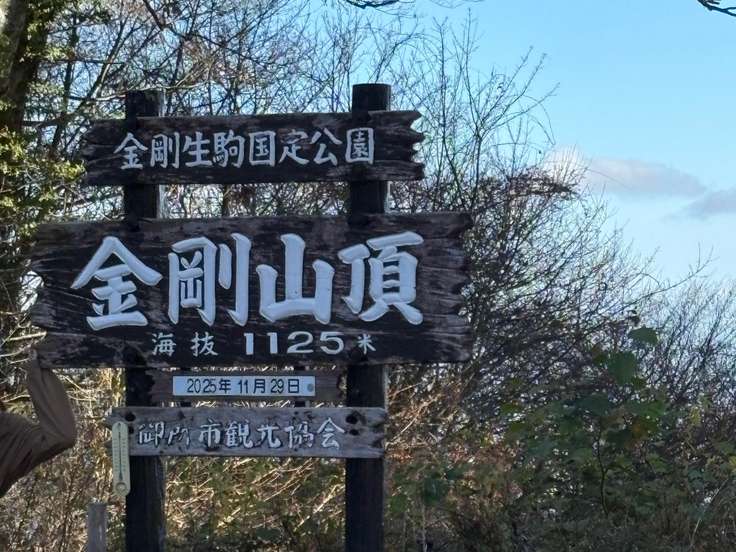 金剛生駒国定公園
金剛山頂
海抜 1125米
2025年11月29日
御所市観光協会